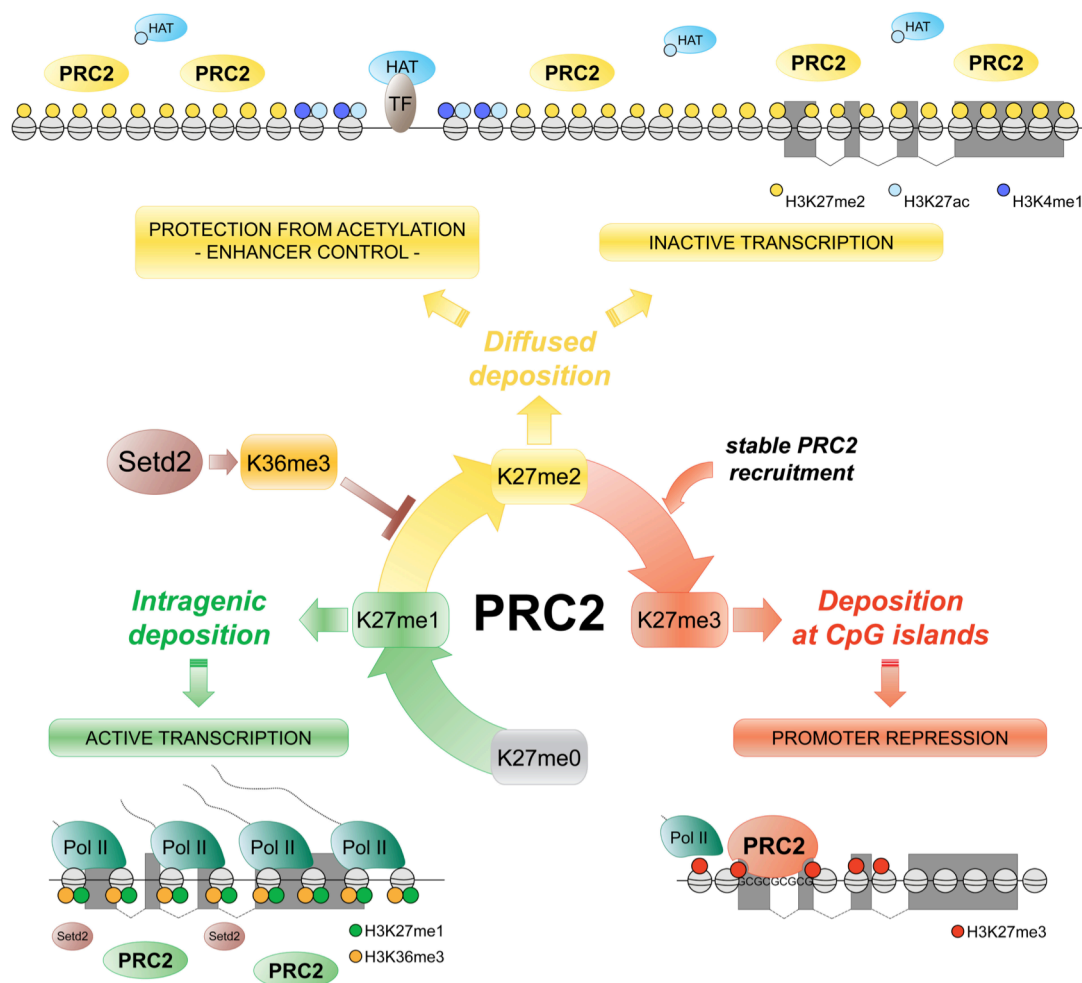 HAT
HAT
HAT
PRC2
PRC2
HAT
PRC2
PRC2
PRC2
TF
H3K27me2
H3K27ac
H3K4me1
PROTECTION FROM ACETYLATION
- ENHANCER CONTROL -
INACTIVE TRANSCRIPTION
Diffused
deposition
Setd2
K36me3
K27me2
stable PRC2
recruitment
Intragenic
deposition
K27me1
PRC2
K27me3
Deposition
at CpG islands
ACTIVE TRANSCRIPTION
K27me0
PROMOTER REPRESSION
Pol II
Pol II
Pol II
Pol II
Setd2
Setd2
PRC2
PRC2
H3K27me1
H3K36me3
Pol II
PRC2
GCGCGCGCG
H3K27me3